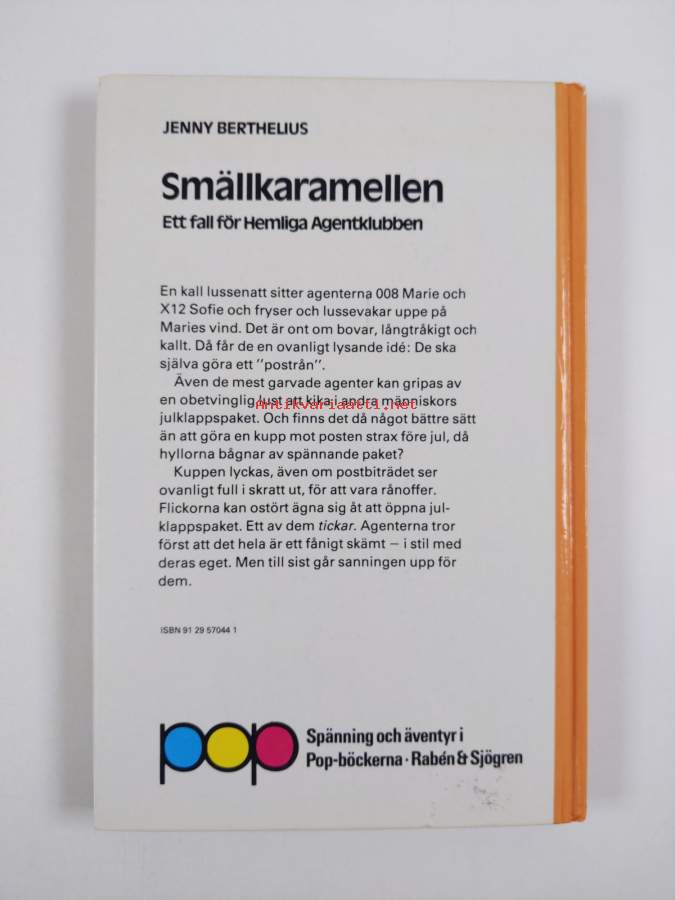 JENNY BERTHELIUS
Smällkaramellen
Ett fall för Hemliga Agentklubben
En kall lussenatt sitter agenterna 008 Marie och
X12 Sofie och fryser och lussevakar uppe på
Maries vind. Det är ont om bovar, långtråkigt och
kallt. Då får de en ovanligt lysande idé: De ska
själva göra ett "postrån".
Även de mest garvade agenter kan gripas av
en obetvinglig lust att kika i andra människors
Antikvariaatti.net
julklappspaket. Och finns det då något bättre sätt
än att göra en kupp mot posten strax före jul, då
hyllorna bågnar av spännande paket?
Kuppen lyckas, även om postbiträdet ser
ovanligt full i skratt ut, för att vara rånoffer.
Flickorna kan ostört ägna sig åt att öppna jul-
klappspaket. Ett av dem tickar. Agenterna tror
först att det hela är ett fånigt skämt – i stil med
deras eget. Men till sist går sanningen upp för
dem.
ISBN 91 29 57044 1
pop
Spänning och äventyr i
Pop-böckerna · Rabén & Sjögren